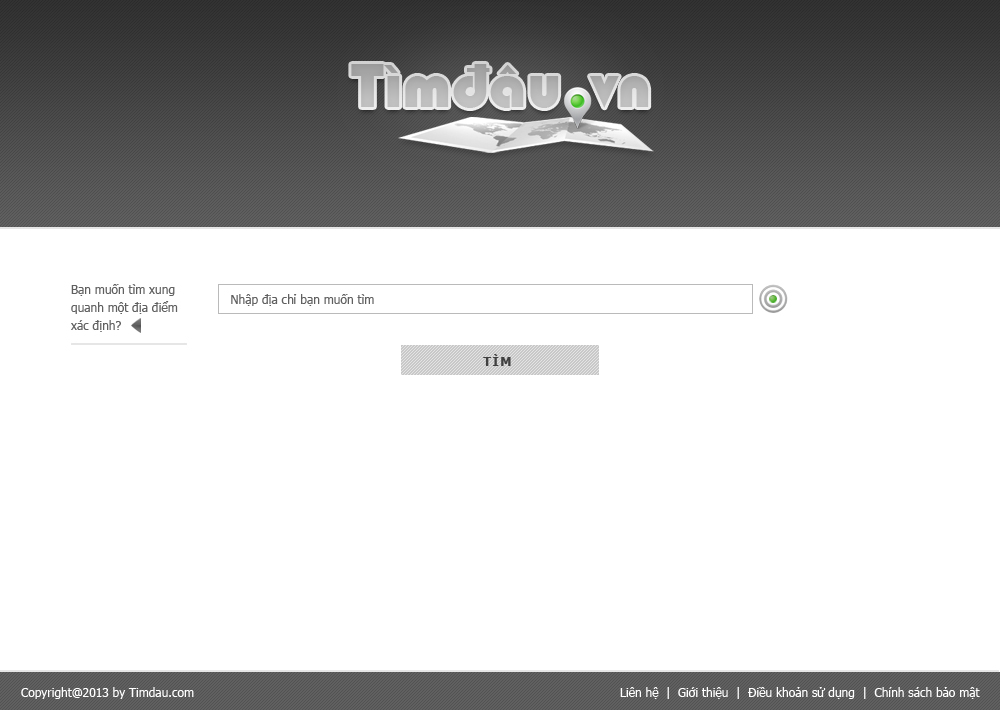 Tìmđâu.vn
Bạn muốn tìm xung
quanh một địa điểm
xác định?
Nhập địa chỉ bạn muốn tìm
TÌM
Copyright@2013 by Timdau.com
Liên hệ | Giới thiệu | Điều khoản sử dụng | Chính sách bảo mật